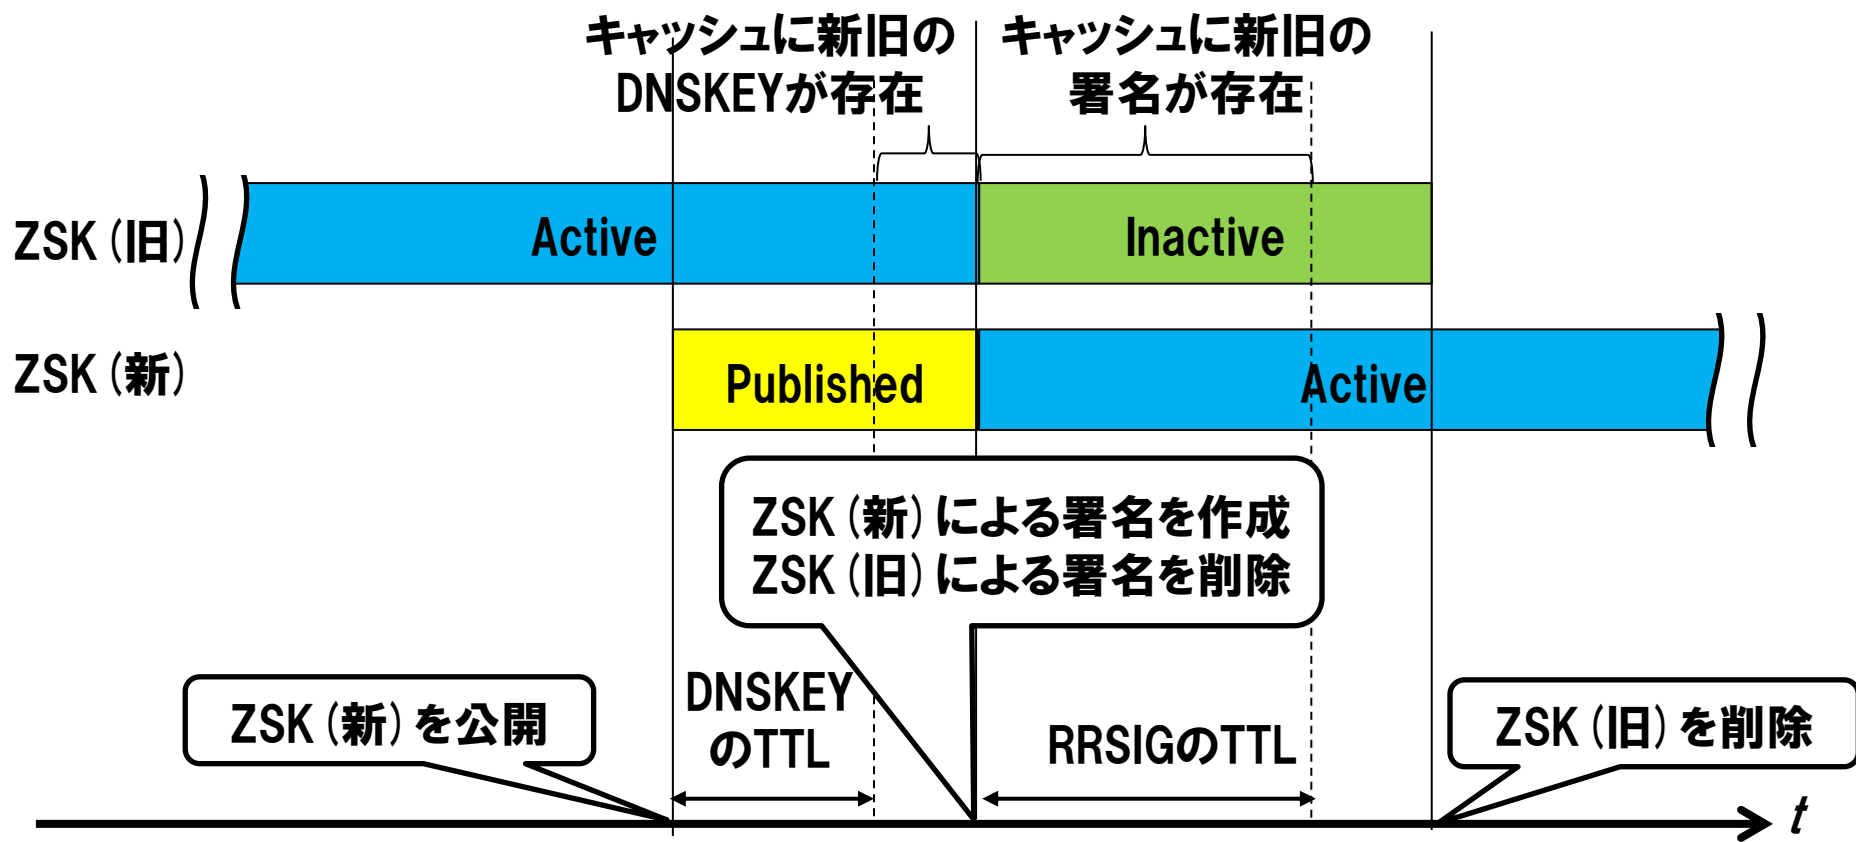 キャッシュに新旧の
DNSKEYが存在
キャッシュに新旧の
署名が存在
ZSK(旧)
Active
Inactive
ZSK(新)
Published
Active
ZSK(新)による署名を作成
ZSK(旧)による署名を削除
ZSK(新)を公開
DNSKEY
のTTL
RRSIGのTTL
ZSK(旧)を削除
t